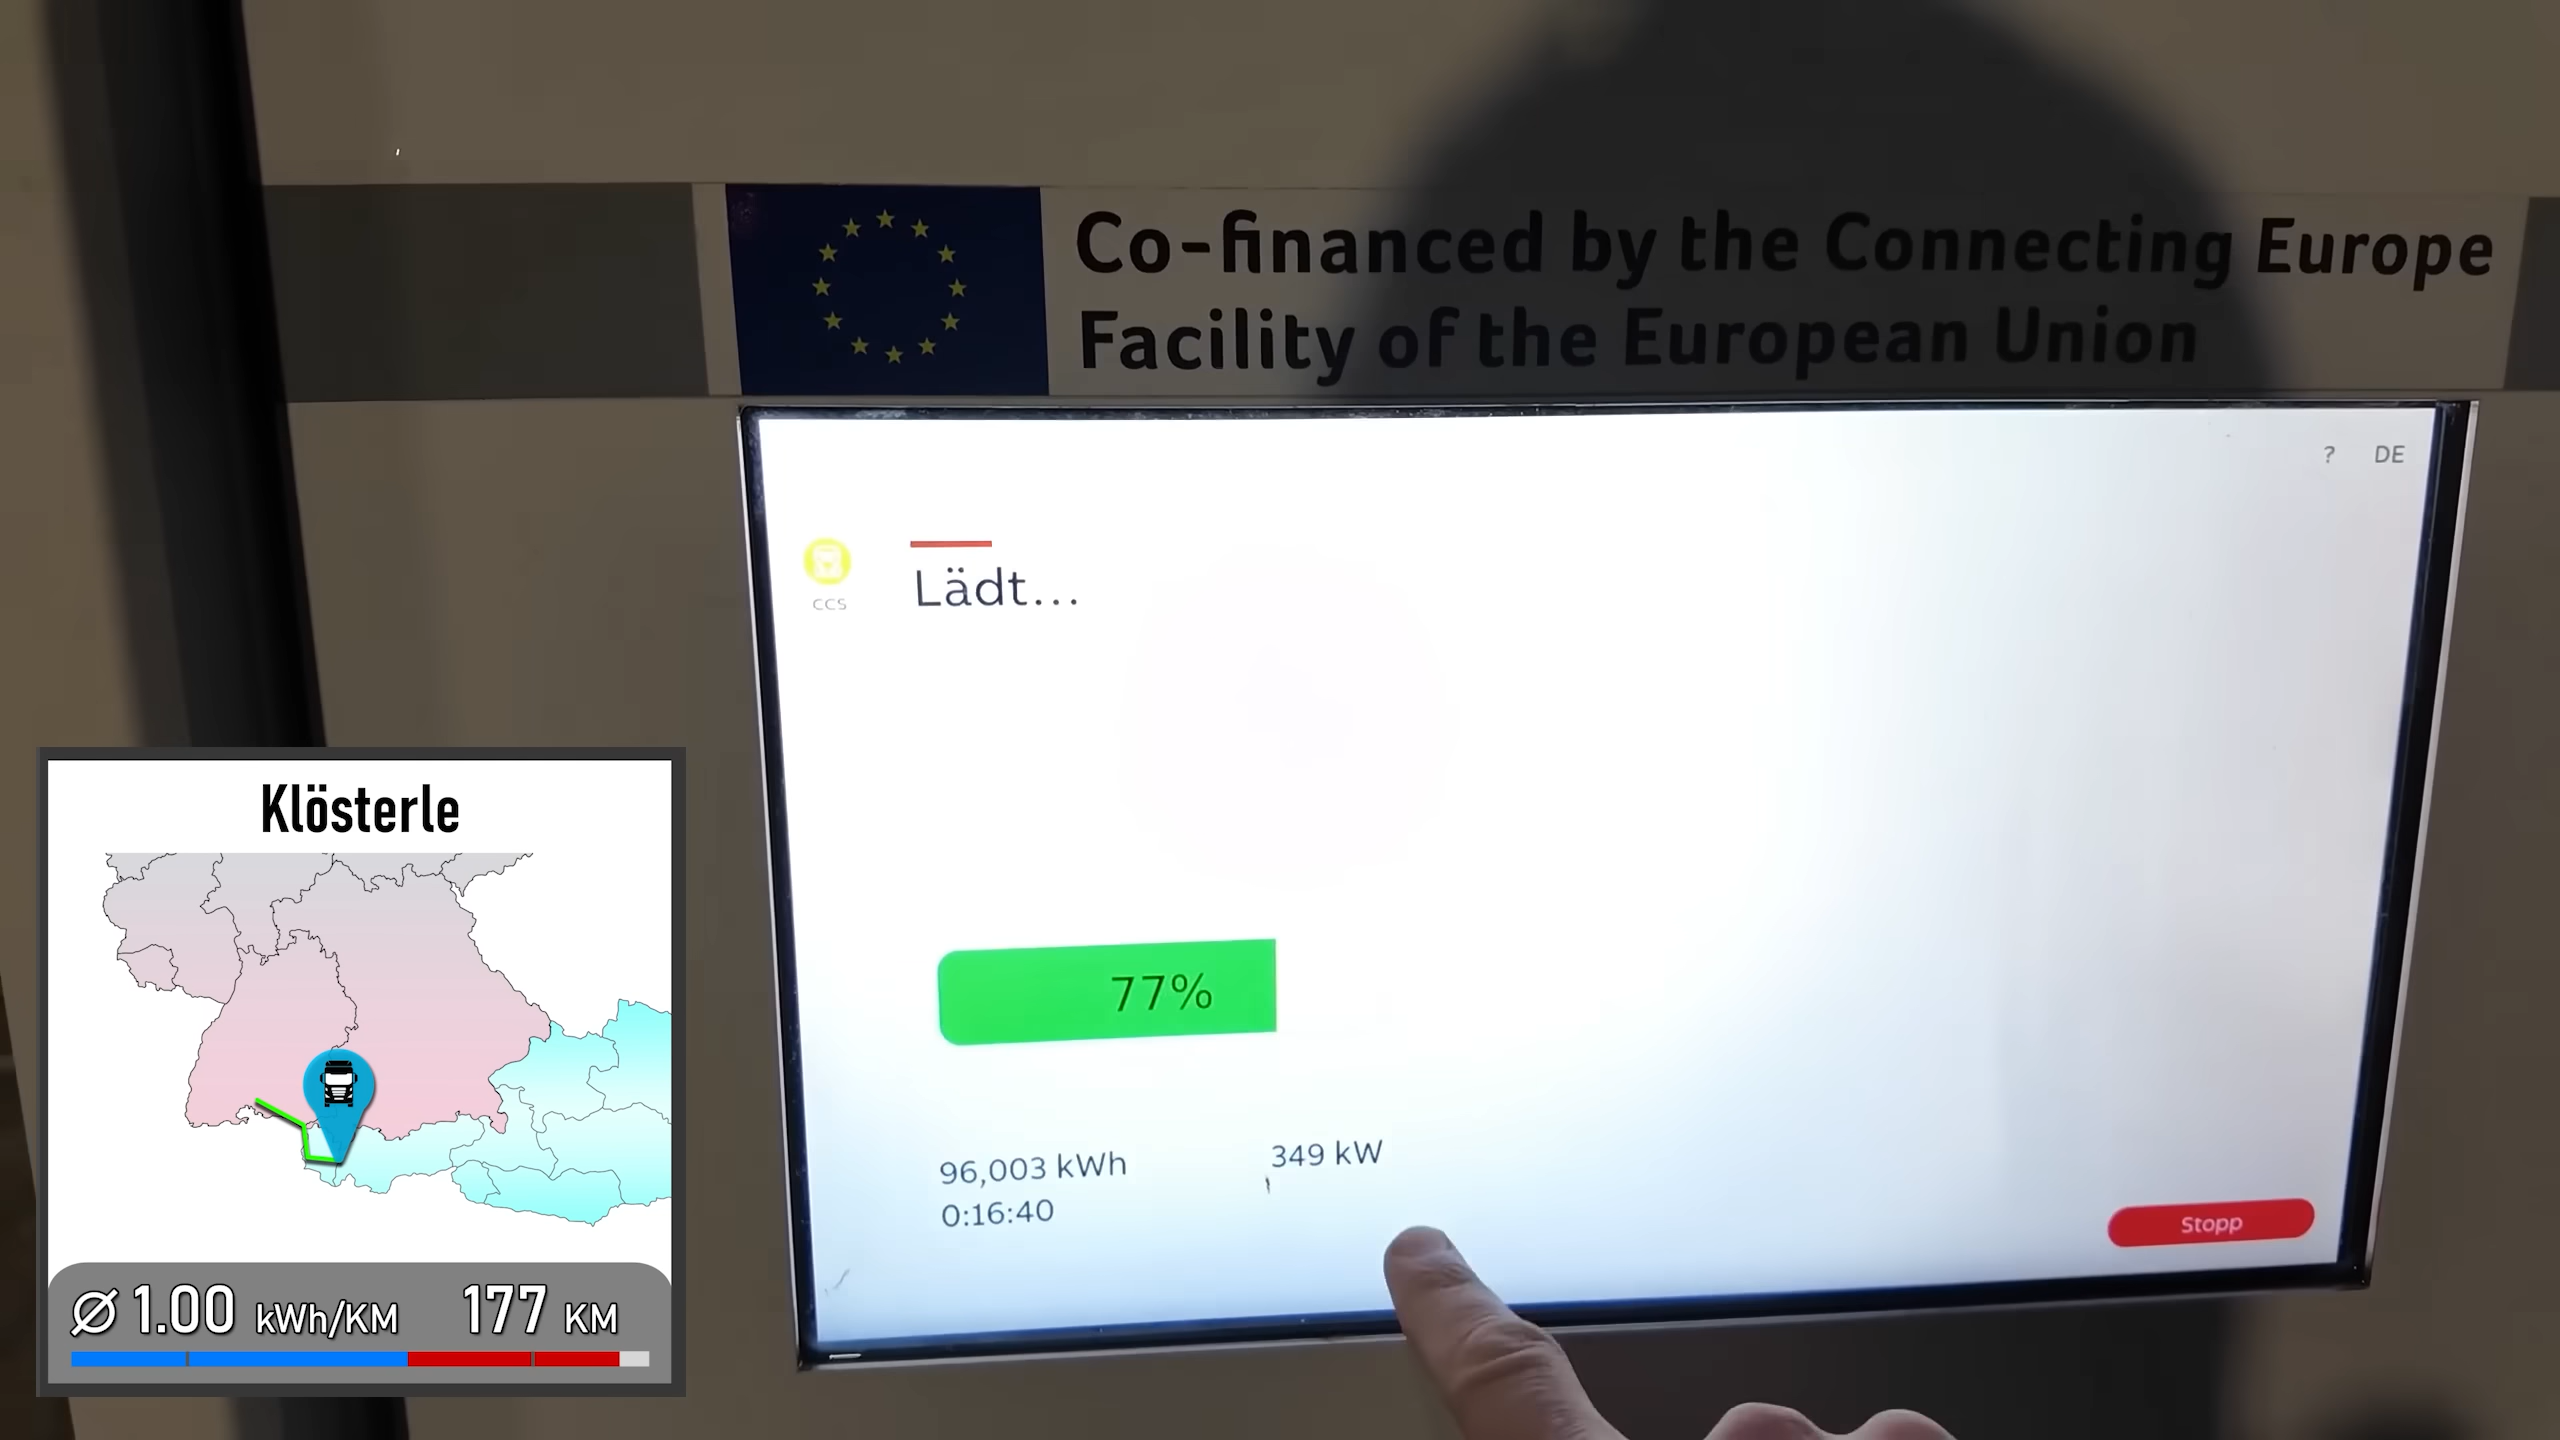 Co-financed by the Connecting Europe
Facility of the European Union
? DE
CCS
Lädt...
77%
96,003 kWh
349 kW
0:16:40
Stopp
Klösterle
Ø 1.00 kWh/KM 177 KM